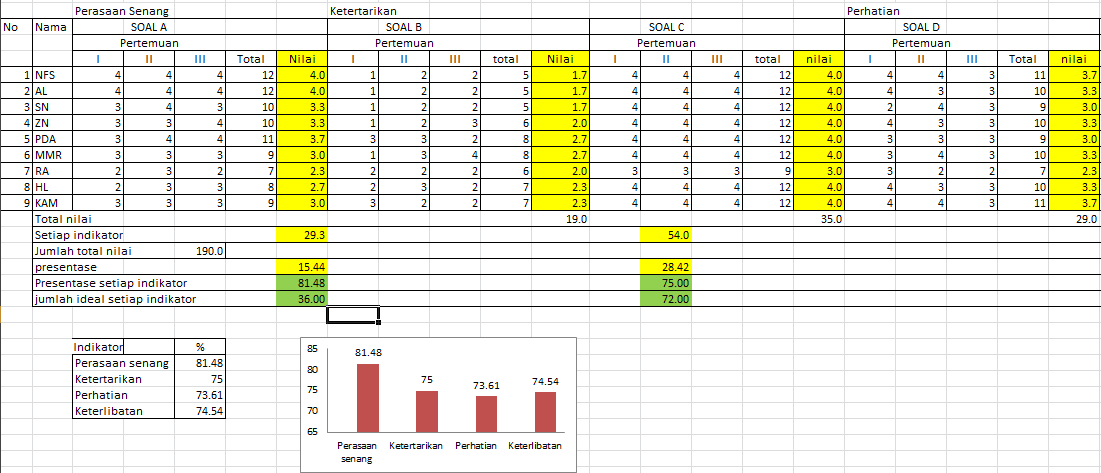 Perasaan Senang Ketertarikan Perhatian
No Nama SOAL A SOAL B SOAL C SOAL D
Pertemuan Pertemuan Pertemuan Pertemuan
I II III Total Nilai I II III total Nilai I II III total nilai I II III Total nilai
1 NFS 4 4 4 12 4.0 1 2 2 5 1.7 4 4 4 12 4.0 4 4 3 11 3.7
2 AL 4 4 4 12 4.0 1 2 2 5 1.7 4 4 4 12 4.0 4 3 3 10 3.3
3 SN 3 4 3 10 3.3 1 2 2 5 1.7 4 4 4 12 4.0 2 4 3 9 3.0
4 ZN 3 3 4 10 3.3 1 2 3 6 2.0 4 4 4 12 4.0 4 3 3 10 3.3
5 PDA 3 4 4 11 3.7 3 3 2 8 2.7 4 4 4 12 4.0 3 3 3 9 3.0
6 MMR 3 3 3 9 3.0 1 3 4 8 2.7 4 4 4 12 4.0 3 4 3 10 3.3
7 RA 2 3 2 7 2.3 2 2 2 6 2.0 3 3 3 9 3.0 3 2 2 7 2.3
8 HL 2 3 3 8 2.7 2 3 2 7 2.3 4 4 4 12 4.0 4 3 3 10 3.3
9 KAM 3 3 3 9 3.0 3 2 2 7 2.3 4 4 4 12 4.0 4 4 3 11 3.7
Total nilai 19.0 35.0 29.0
Setiap indikator 29.3 54.0
Jumlah total nilai 190.0
presentase 15.44 28.42
Presentase setiap indikator 81.48 75.00
jumlah ideal setiap indikator 36.00 72.00
Indikator %
Perasaan senang 81.48
Ketertarikan 75
Perhatian 73.61
Keterlibatan 74.54
85
80
75
70
65
81.48
75
73.61
74.54
Perasaan senang
Ketertarikan
Perhatian
Keterlibatan